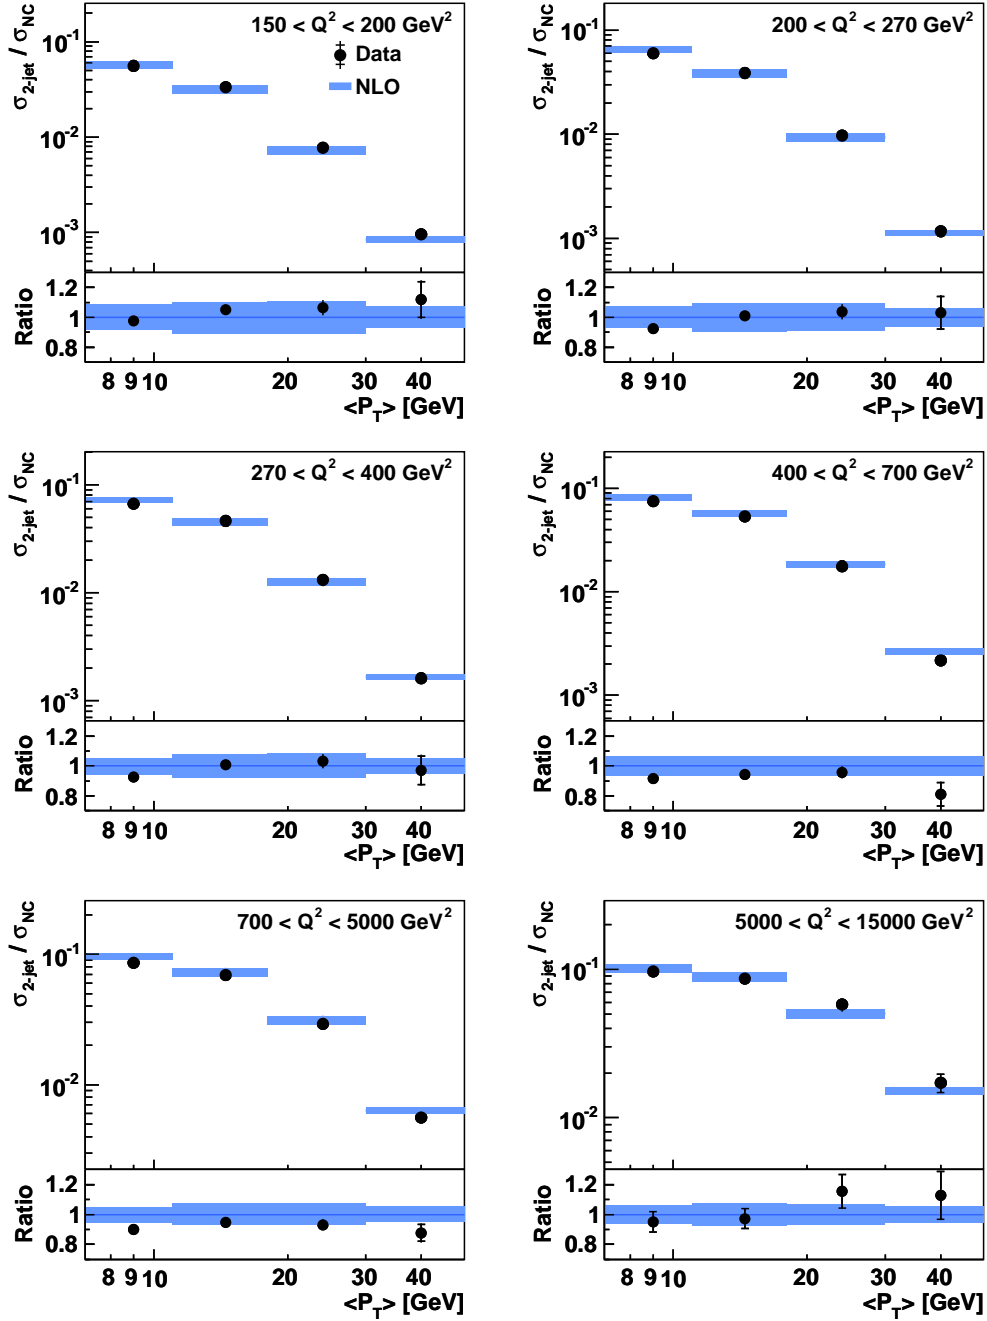 150 < Q² < 200 GeV²
Data
NLO
σ2-jet / σNC
10⁻¹
10⁻²
10⁻³
Ratio
1.2
1
0.8
8 9 10 20 30 40
<PT> [GeV]
200 < Q² < 270 GeV²
σ2-jet / σNC
10⁻¹
10⁻²
10⁻³
Ratio
1.2
1
0.8
8 9 10 20 30 40
<PT> [GeV]
270 < Q² < 400 GeV²
σ2-jet / σNC
10⁻¹
10⁻²
10⁻³
Ratio
1.2
1
0.8
8 9 10 20 30 40
<PT> [GeV]
400 < Q² < 700 GeV²
σ2-jet / σNC
10⁻¹
10⁻²
10⁻³
Ratio
1.2
1
0.8
8 9 10 20 30 40
<PT> [GeV]
700 < Q² < 5000 GeV²
σ2-jet / σNC
10⁻¹
10⁻²
Ratio
1.2
1
0.8
8 9 10 20 30 40
<PT> [GeV]
5000 < Q² < 15000 GeV²
σ2-jet / σNC
10⁻¹
10⁻²
Ratio
1.2
1
0.8
8 9 10 20 30 40
<PT> [GeV]